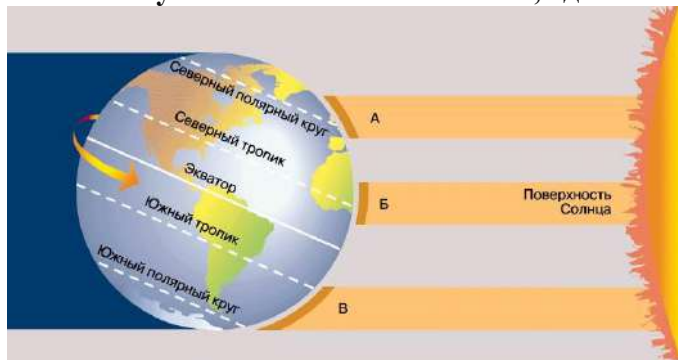 Северный полярный круг
А
Северный тропик
Экватор
Б
Поверхность
Солнца
Южный тропик
Южный полярный круг
В